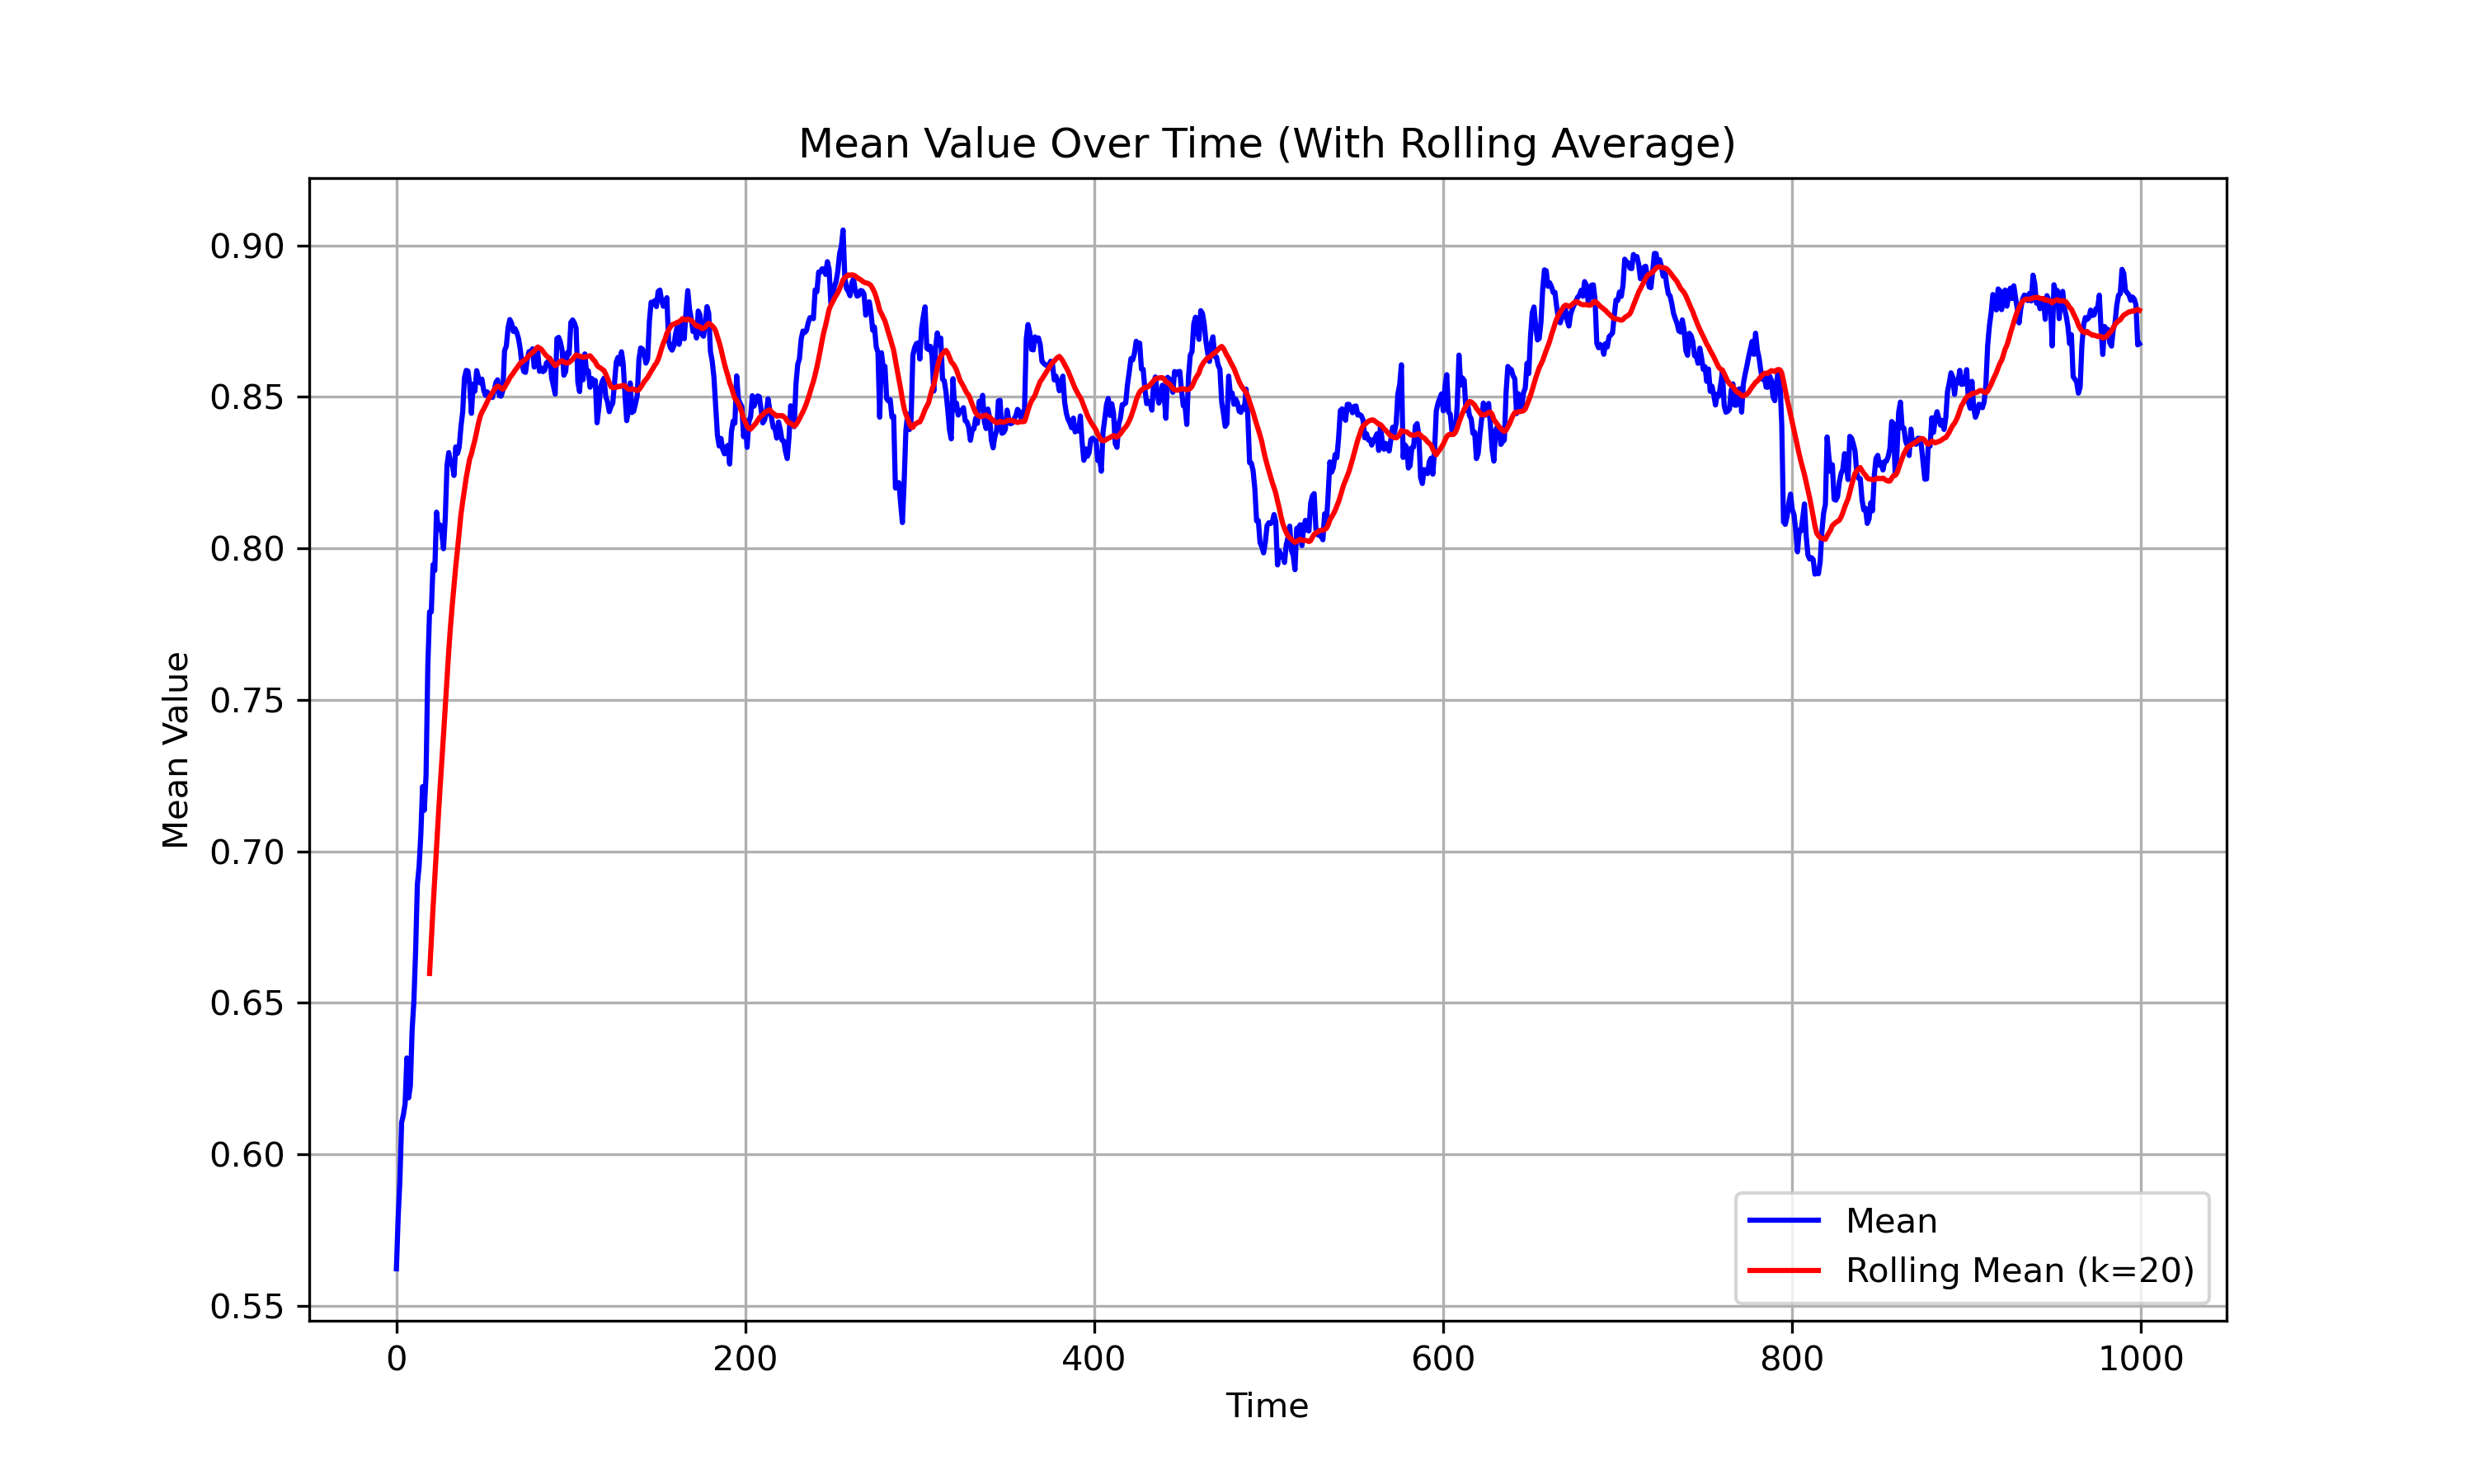 Mean Value Over Time (With Rolling Average)
Mean Value
0.90
0.85
0.80
0.75
0.70
0.65
0.60
0.55
0 200 400 600 800 1000
Time
Mean
Rolling Mean (k=20)